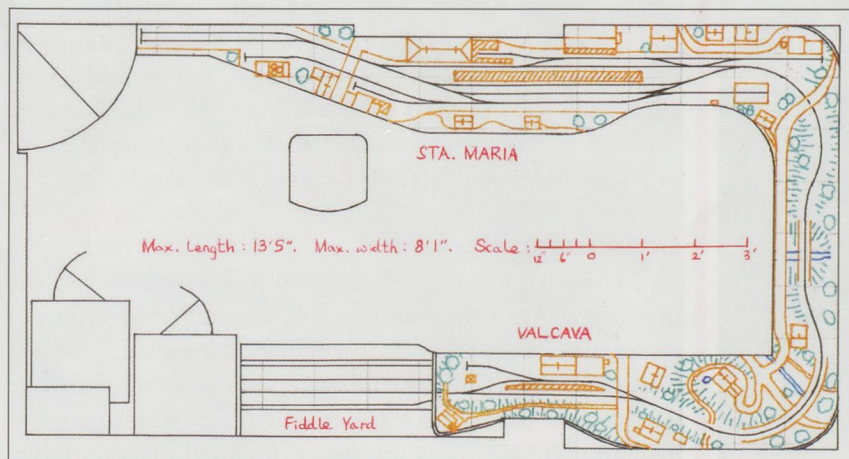 STA. MARIA
Max. Length : 13'5". Max. width : 8'1". Scale :
12" 6" 0 1' 2' 3'
VALCAVA
Fiddle Yard